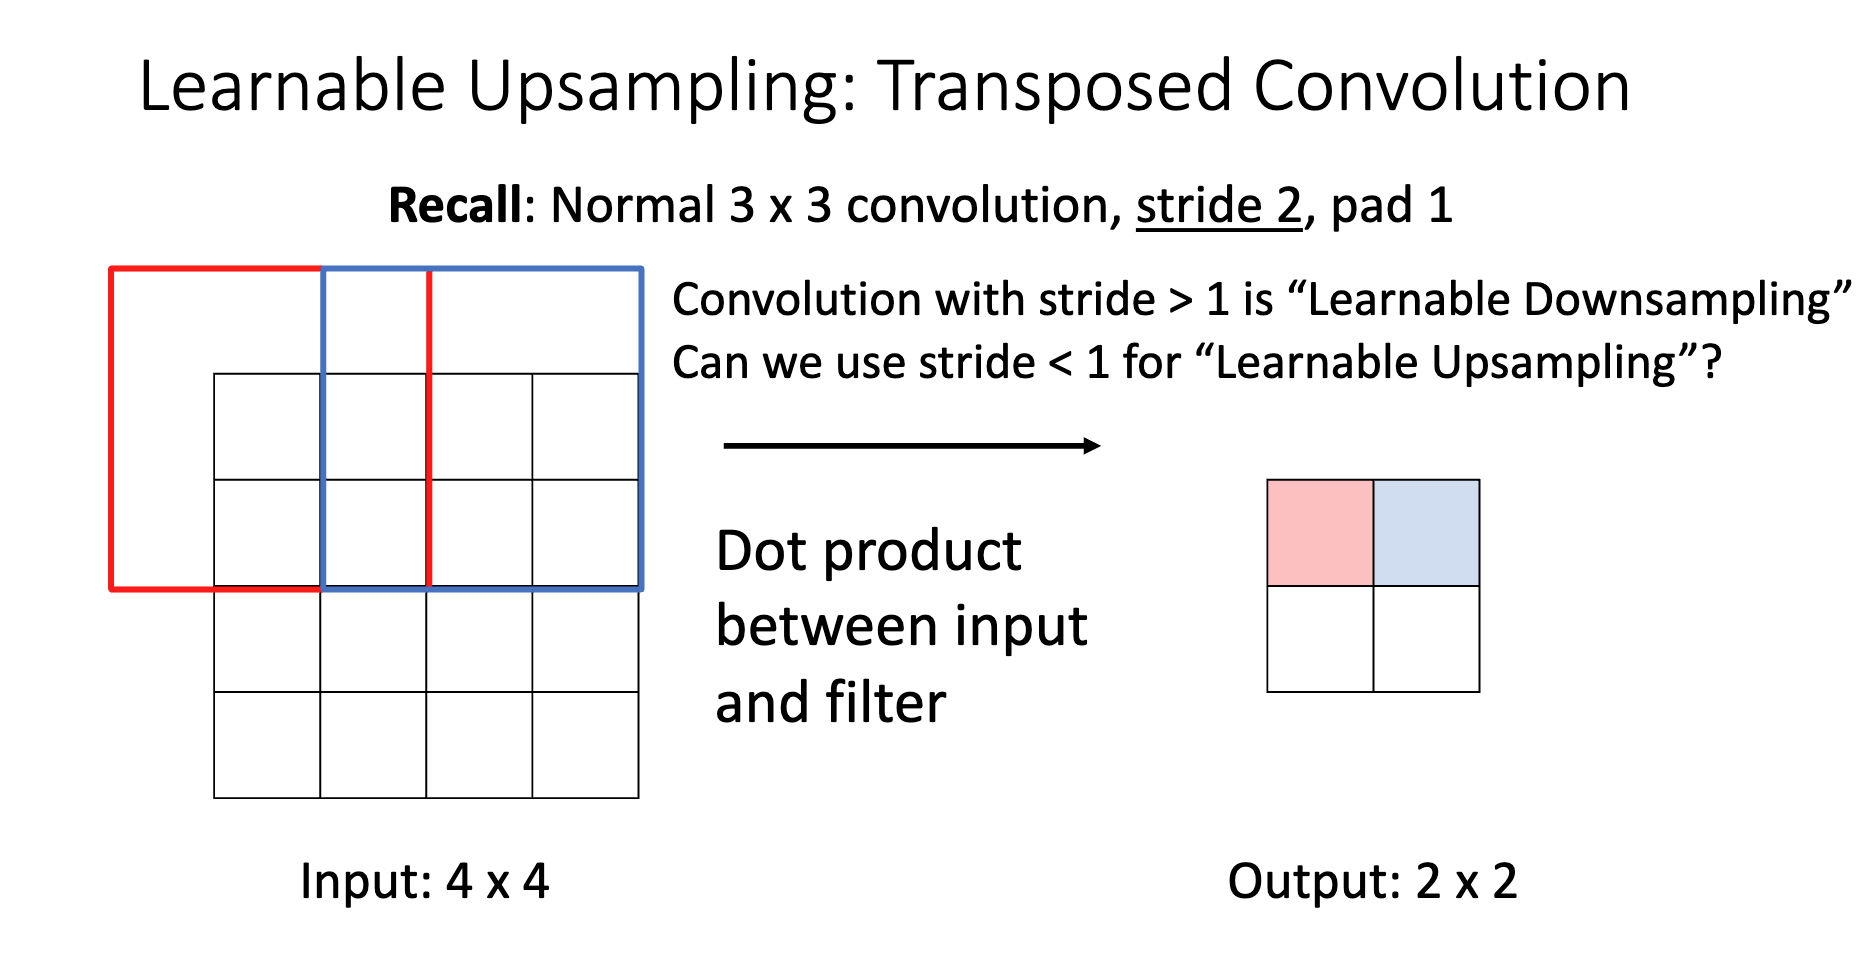 Learnable Upsampling: Transposed Convolution
Recall: Normal 3 x 3 convolution, stride 2, pad 1
Convolution with stride > 1 is “Learnable Downsampling”
Can we use stride < 1 for “Learnable Upsampling”?
Dot product
between input
and filter
Input: 4 x 4
Output: 2 x 2